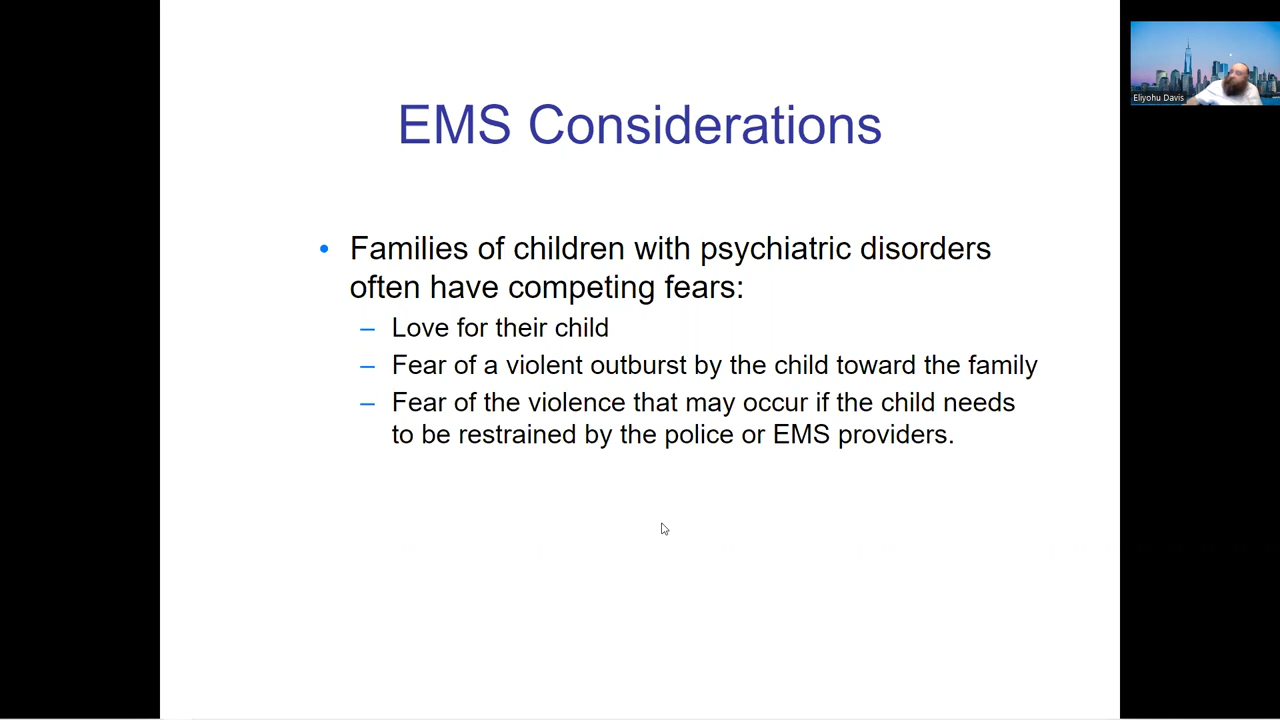 EMS Considerations
• Families of children with psychiatric disorders
often have competing fears:
– Love for their child
– Fear of a violent outburst by the child toward the family
– Fear of the violence that may occur if the child needs
to be restrained by the police or EMS providers.
Eliyohu Davis